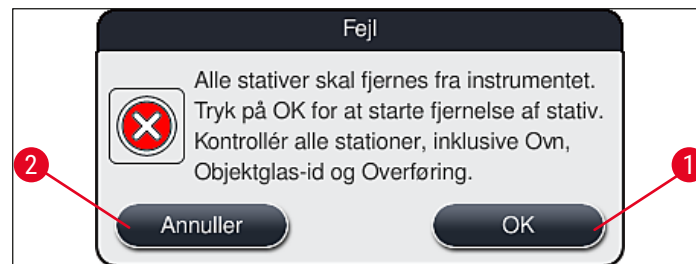 Fejl
Alle stativer skal fjernes fra instrumentet.
Tryk på OK for at starte fjernelse af stativ.
Kontrollér alle stationer, inklusive Ovn,
Objektglas-id og Overføring.
2
1
Annuller
OK